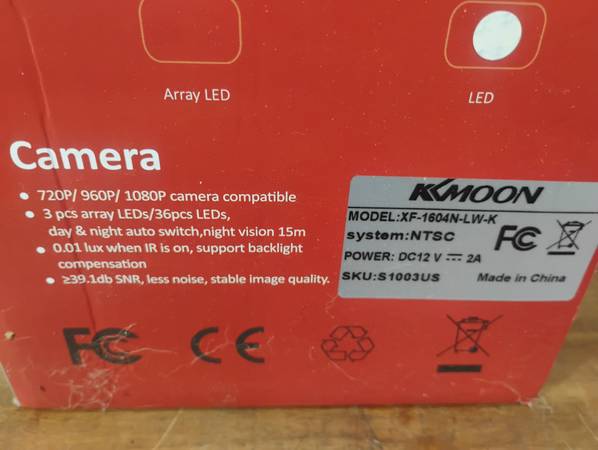 Array LED
LED
Camera
720P/ 960P/ 1080P camera compatible
3 pcs array LEDs/36pcs LEDs,
day & night auto switch,night vision 15m
0.01 lux when IR is on, support backlight
compensation
≥39.1db SNR, less noise, stable image quality.
KKMOON
MODEL:XF-1604N-LW-K
system:NTSC
FC
POWER: DC12 V ⎓ 2A
SKU:S1003US
Made in China
FC CE